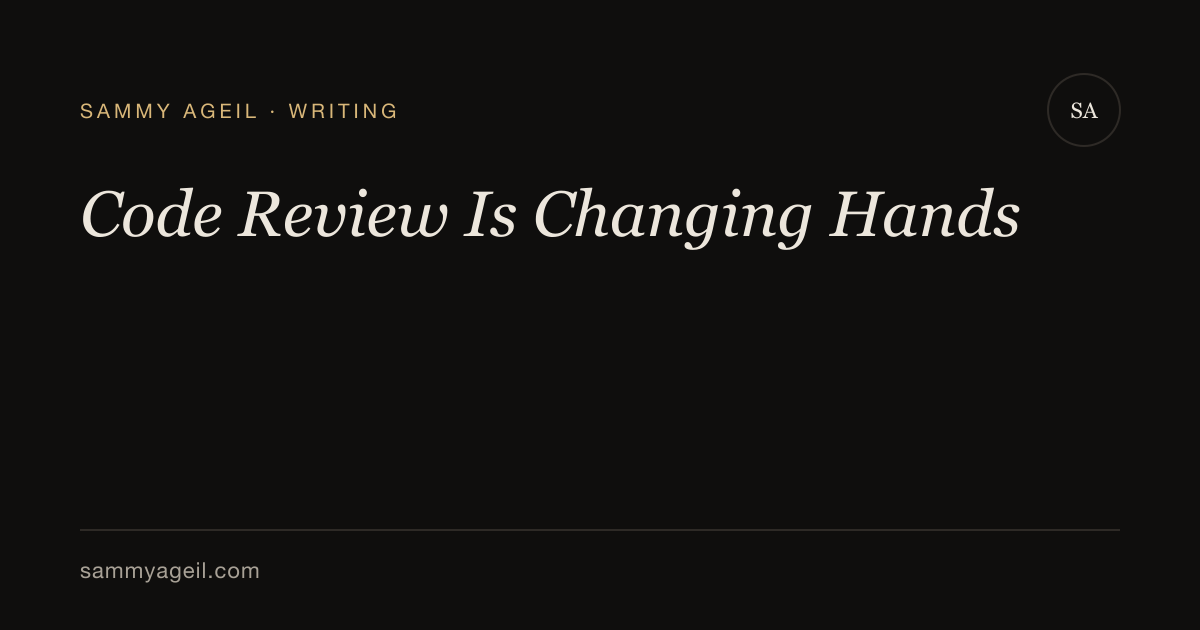 SAMMY AGEIL · WRITING
SA
Code Review Is Changing Hands
sammyageil.com